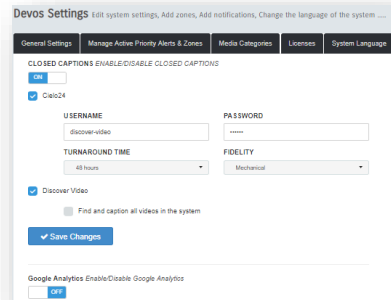 Devos Settings Edit system settings, Add zones, Add notifications, Change the language of the system ....
General Settings Manage Active Priority Alerts & Zones Media Categories Licenses System Language
CLOSED CAPTIONS ENABLE/DISABLE CLOSED CAPTIONS
ON
Cielo24
USERNAME PASSWORD
discover-video ••••••
TURNAROUND TIME FIDELITY
48 hours Mechanical
Discover Video
Find and caption all videos in the system
Save Changes
Google Analytics Enable/Disable Google Analytics
OFF